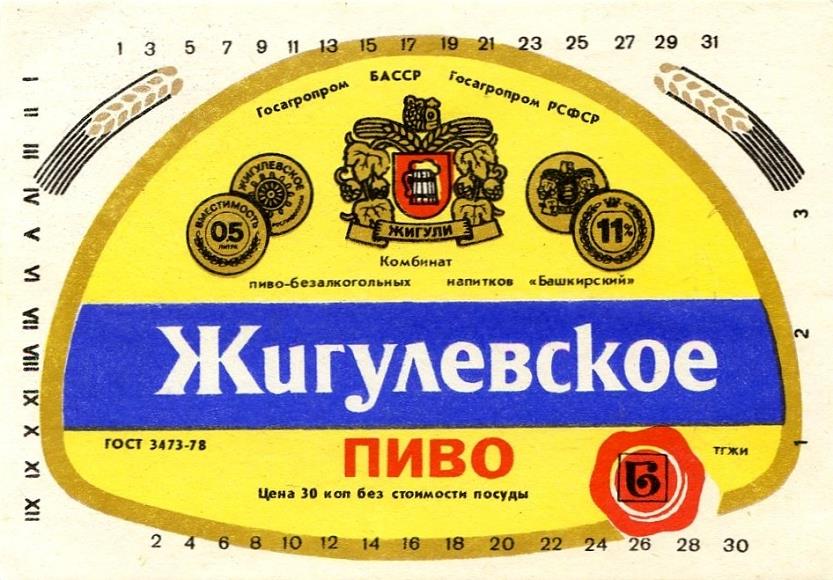 1 3 5 7 9 11 13 15 17 19 21 23 25 27 29 31
I II III IV V VI VII VIII IX X XI XII
Госагропром БАССР Госагропром РСФСР
ЖИГУЛЕВСКОЕ
ВМЕСТИМОСТЬ
0,5
ЛИТРА
11%
ЖИГУЛИ
Комбинат
пиво-безалкогольных напитков «Башкирский»
Жигулевское
ГОСТ 3473-78
ПИВО
Цена 30 коп без стоимости посуды
Б
ТГЖИ
3
2
1
2 4 6 8 10 12 14 16 18 20 22 24 26 28 30